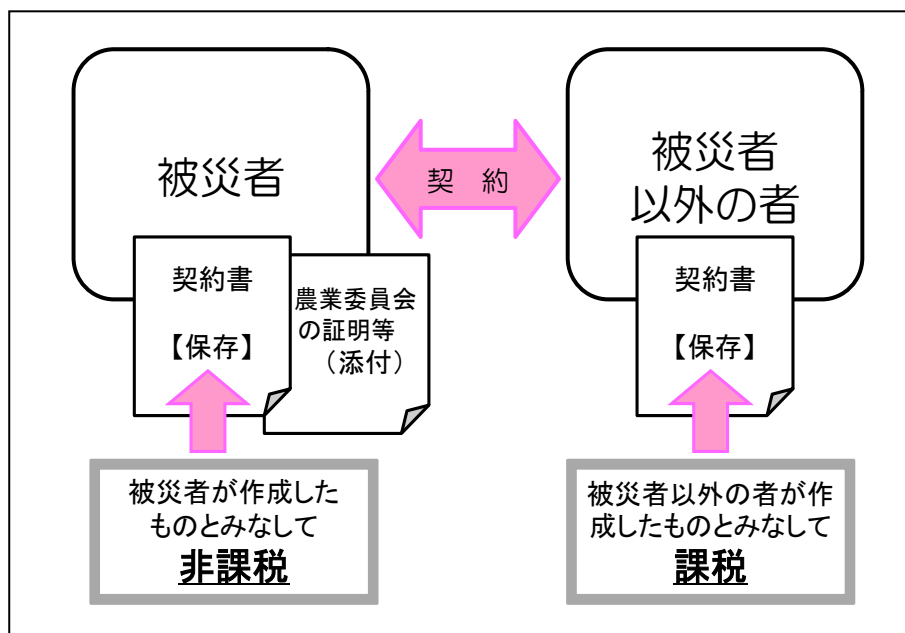 被災者
契 約
被災者
以外の者
契約書
【保存】
農業委員会
の証明等
（添付）
契約書
【保存】
被災者が作成した
ものとみなして
非課税
被災者以外の者が作
成したものとみなして
課税